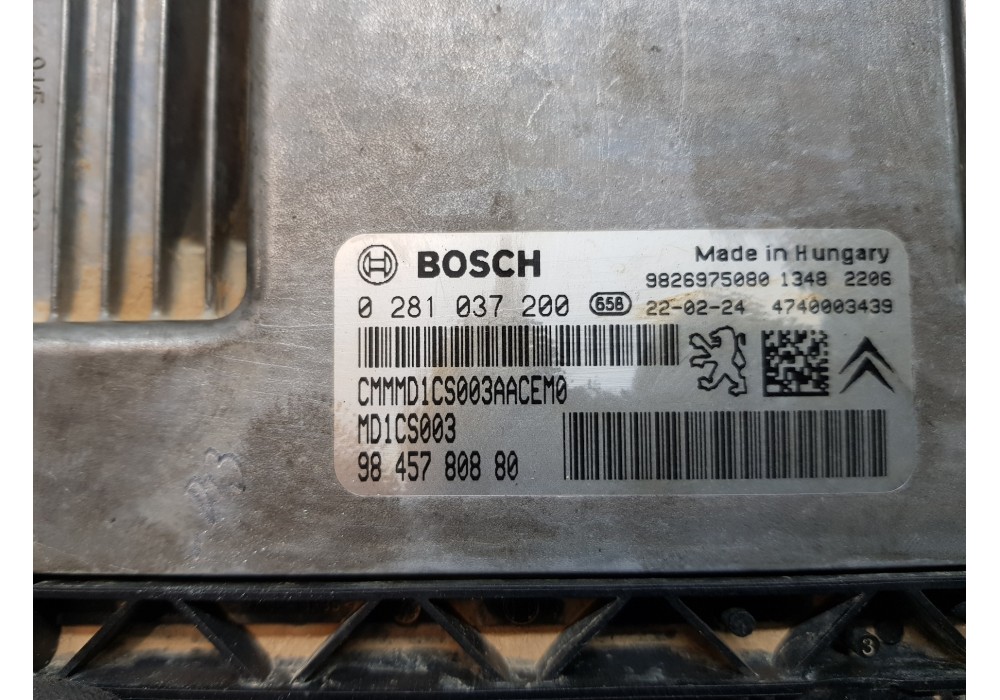 BOSCH
Made in Hungary
9826975080 1348 2206
0 281 037 200 658 22-02-24 4740003439
CMMMD1CS003AACEM0
MD1CS003
98 457 808 80
3